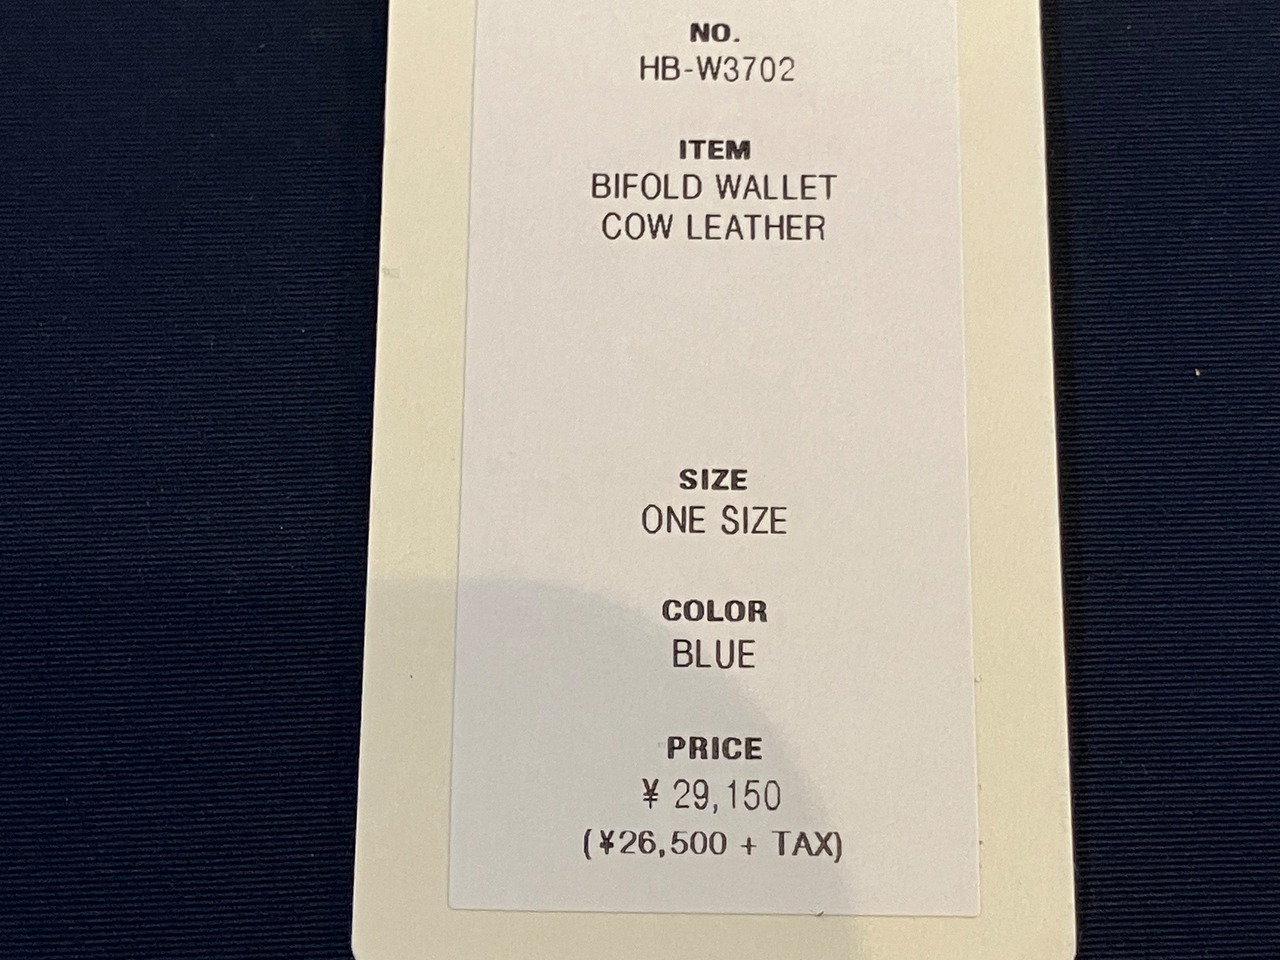 NO.
HB-W3702
ITEM
BIFOLD WALLET
COW LEATHER
SIZE
ONE SIZE
COLOR
BLUE
PRICE
¥ 29,150
(¥26,500 + TAX)